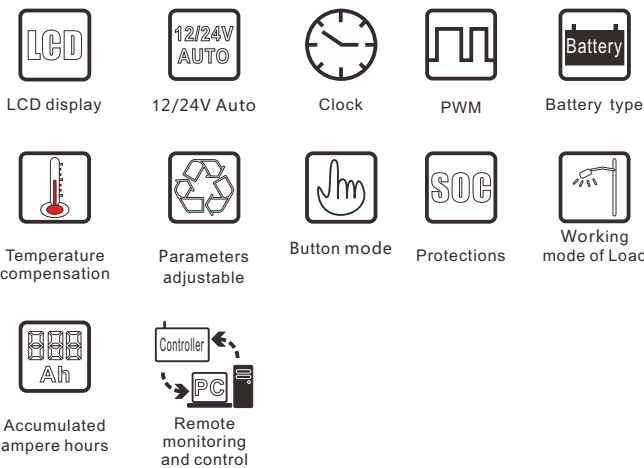 LCD
12/24V
AUTO
Battery
LCD display
12/24V Auto
Clock
PWM
Battery type
SOC
Temperature
compensation
Parameters
adjustable
Button mode
Protections
Working
mode of Load
888
Ah
Controller
PC
Accumulated
ampere hours
Remote
monitoring
and control